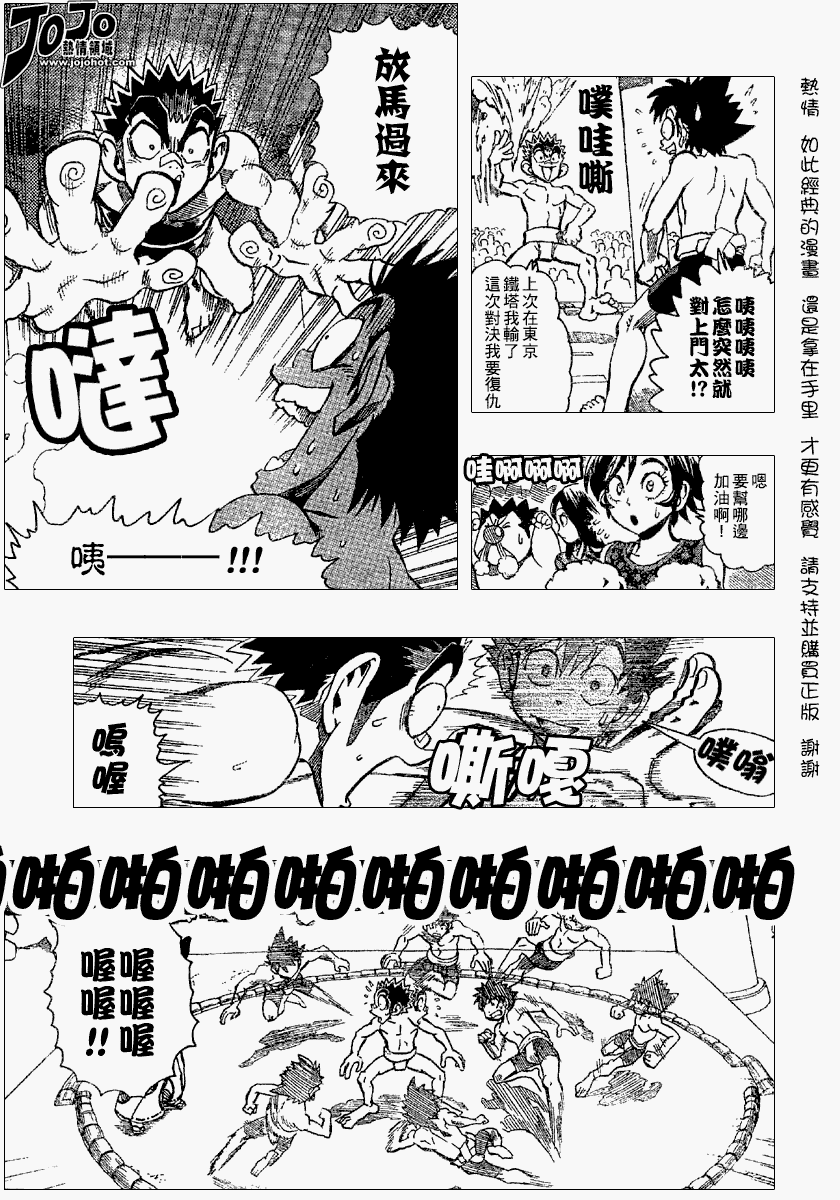 噗哇嘶
咦咦咦咦
怎麼突然就
對上門太!?
上次在東京
鐵塔我輸了
這次對決我要復仇
嗯
要幫哪邊
加油啊！
哇啊啊啊
放馬過來
噠
咦———!!!
噗嗡
嘶嘎
嗚
喔
啪啪啪啪啪啪啪啪啪
喔喔喔
喔喔喔!!
JOJO
熱情領域
www.jojohot.com
熱情 如此經典的漫畫 還是拿在手里 才更有感覺 請支持並購買正版 謝謝